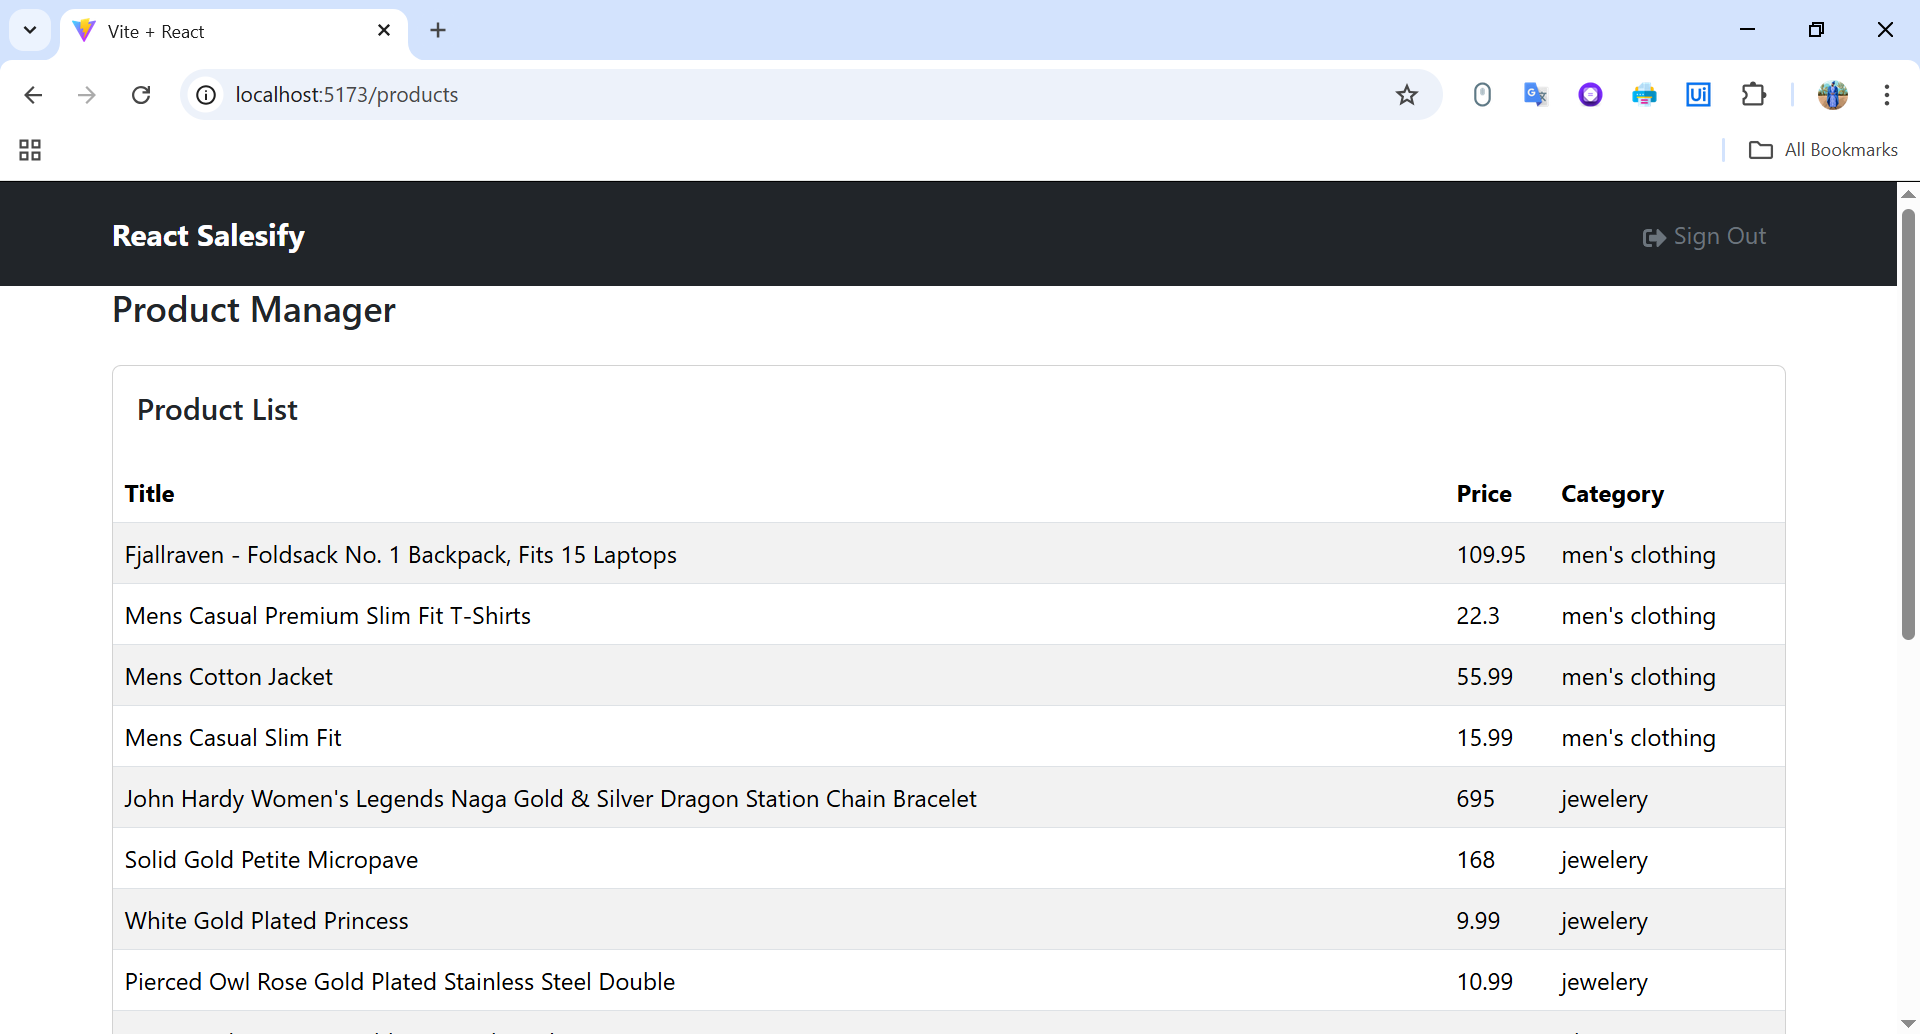 Vite + React
localhost:5173/products
All Bookmarks
React Salesify
Sign Out
Product Manager
Product List
Title Price Category
Fjallraven - Foldsack No. 1 Backpack, Fits 15 Laptops 109.95 men's clothing
Mens Casual Premium Slim Fit T-Shirts 22.3 men's clothing
Mens Cotton Jacket 55.99 men's clothing
Mens Casual Slim Fit 15.99 men's clothing
John Hardy Women's Legends Naga Gold & Silver Dragon Station Chain Bracelet 695 jewelery
Solid Gold Petite Micropave 168 jewelery
White Gold Plated Princess 9.99 jewelery
Pierced Owl Rose Gold Plated Stainless Steel Double 10.99 jewelery